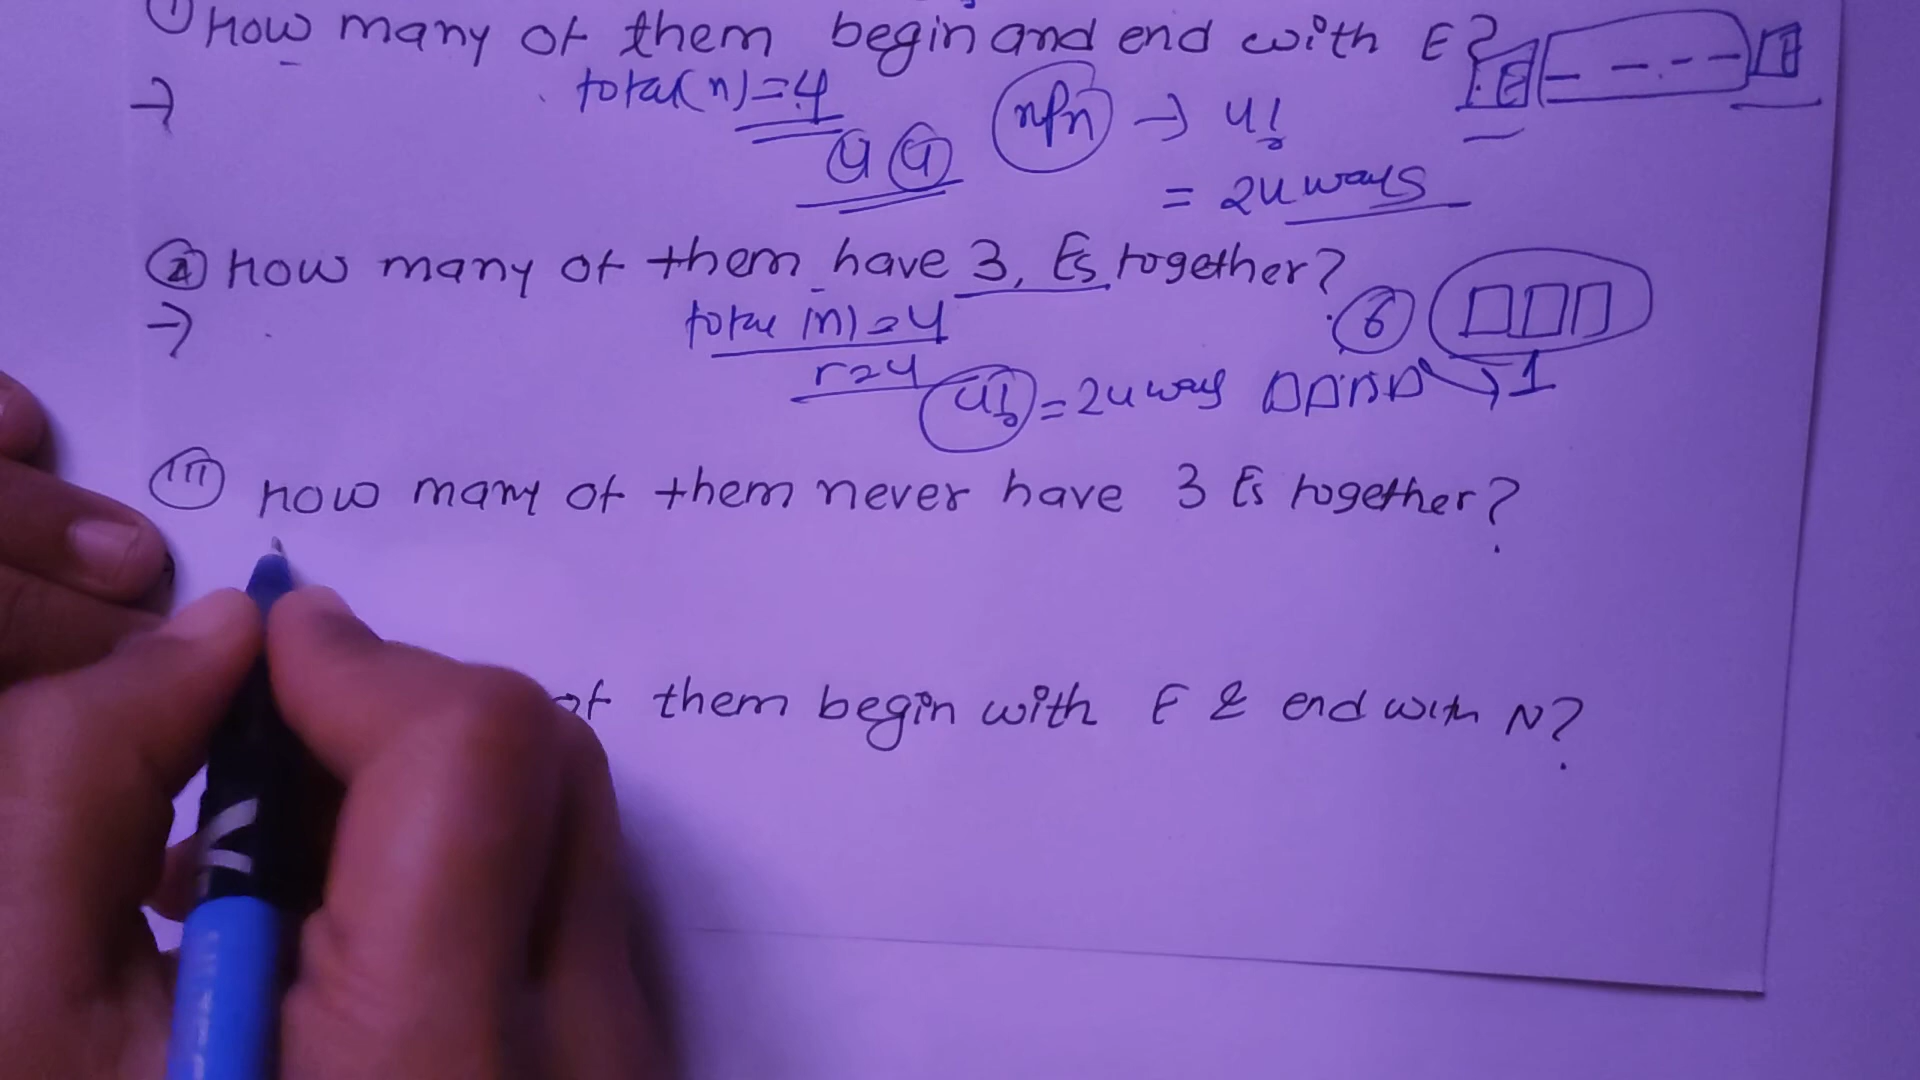 ① How many of them begin and end with E?
E - - - - E
→ total(n)=4
nPn → 4!
4 4
= 24 ways
② How many of them have 3, Es together?
→ total (n)=4
6
r=4
4! = 24 ways → 1
(III) How many of them never have 3 Es together?
of them begin with E & end with N?